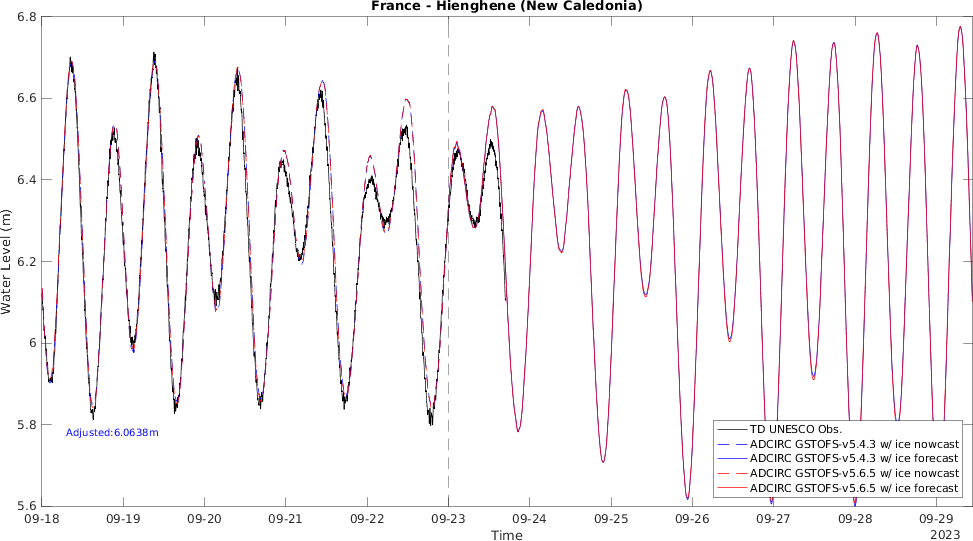 France - Hienghene (New Caledonia)
6.8
6.6
6.4
6.2
6
5.8
5.6
Water Level (m)
Adjusted:6.0638m
TD UNESCO Obs.
ADCIRC GSTOFS-v5.4.3 w/ ice nowcast
ADCIRC GSTOFS-v5.4.3 w/ ice forecast
ADCIRC GSTOFS-v5.6.5 w/ ice nowcast
ADCIRC GSTOFS-v5.6.5 w/ ice forecast
09-18 09-19 09-20 09-21 09-22 09-23 09-24 09-25 09-26 09-27 09-28 09-29
2023
Time